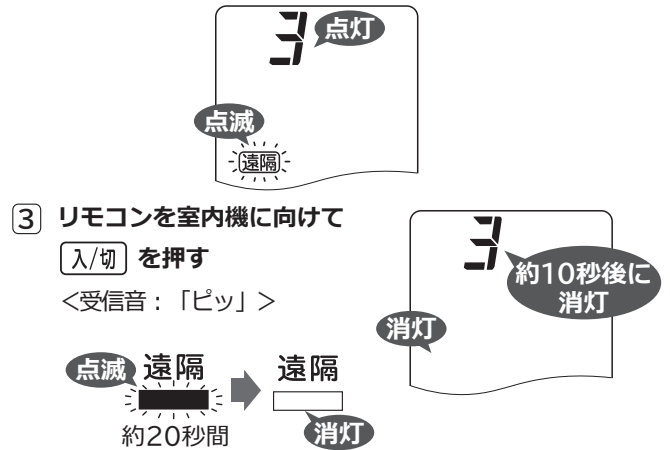 3
点灯
点滅
遠隔
3 リモコンを室内機に向けて
入/切 を押す
<受信音：「ピッ」>
点滅 遠隔
約20秒間
遠隔
消灯
3
約10秒後に
消灯
消灯